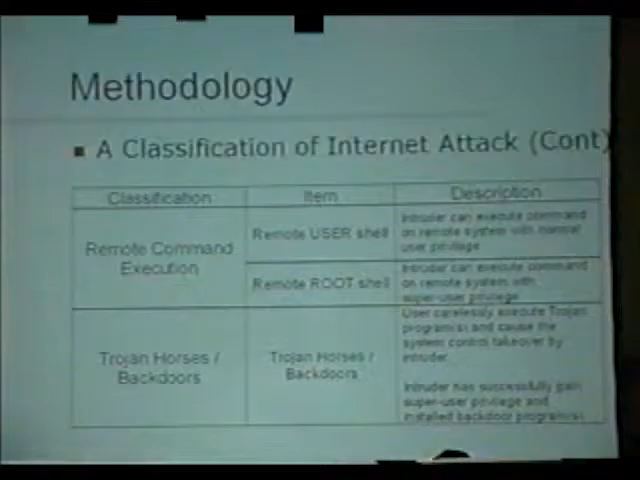 Methodology
A Classification of Internet Attack (Cont)
Classification
Item
Description
Remote Command
Execution
Remote USER shell
Intruder can execute command
on remote system with normal
user privilege
Remote ROOT shell
Intruder can execute command
on remote system with
super-user privilege
Trojan Horses /
Backdoors
Trojan Horses /
Backdoors
User carelessly execute Trojan
program(s) and cause the
system control takeover by
intruder.
Intruder has successfully gain
super-user privilege and
installed backdoor program(s)